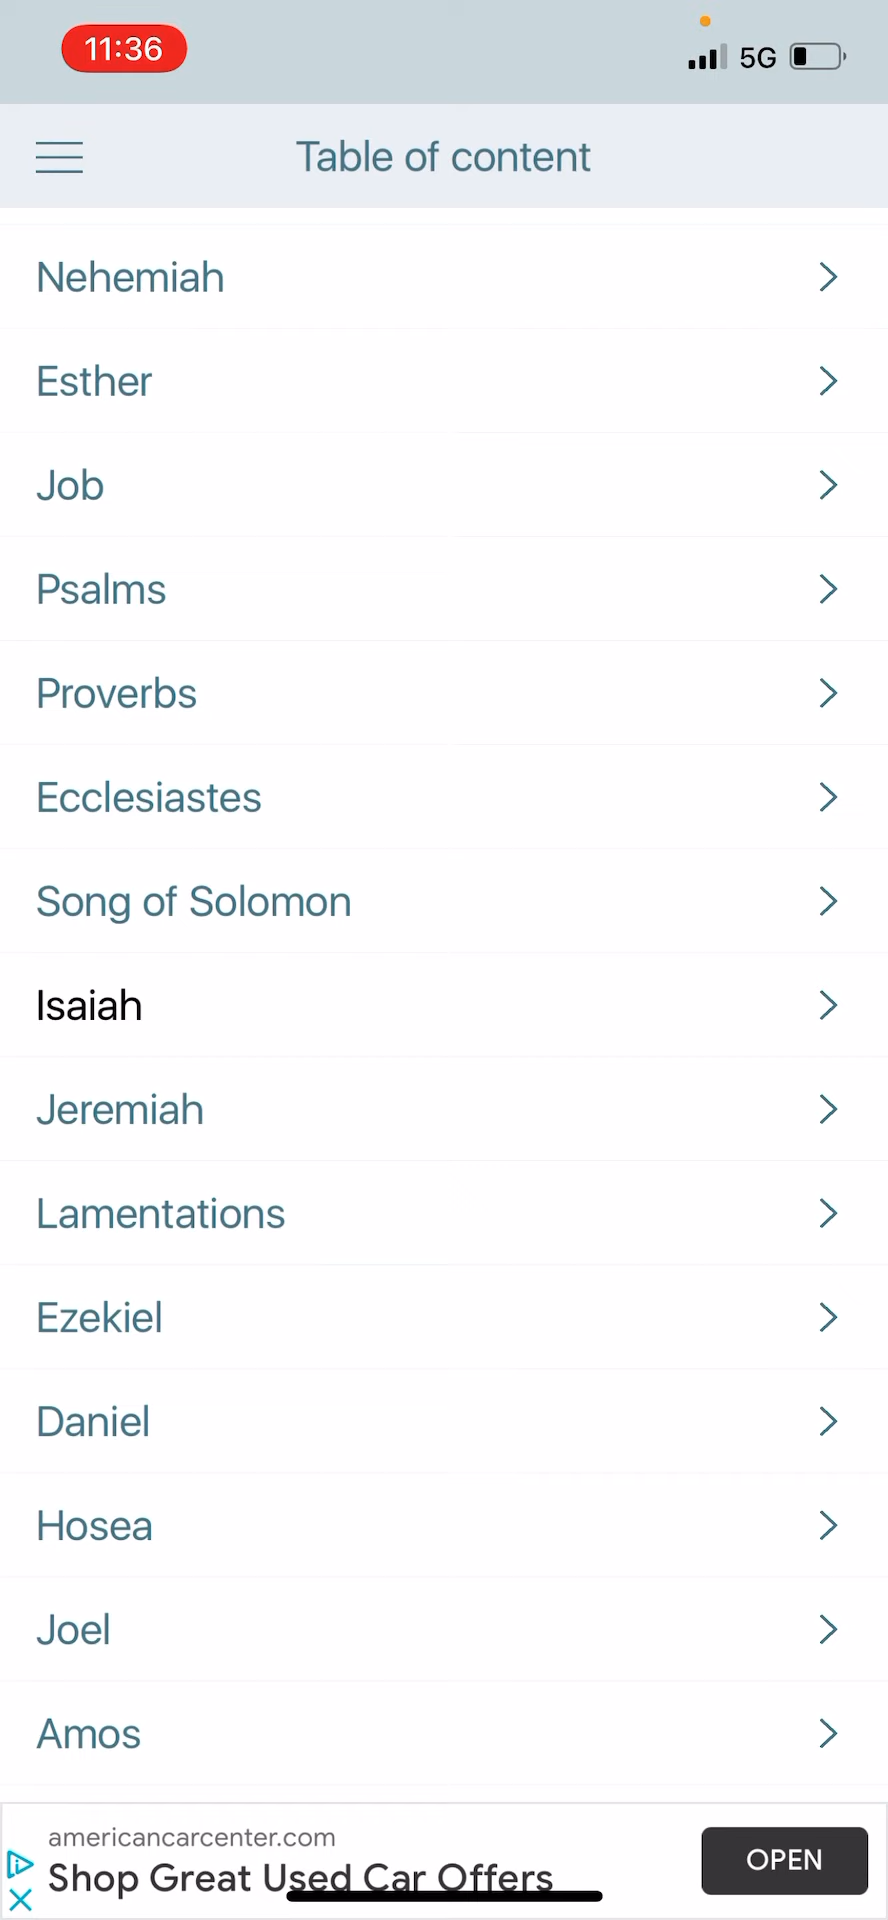 11:36
5G
Table of content
Nehemiah
Esther
Job
Psalms
Proverbs
Ecclesiastes
Song of Solomon
Isaiah
Jeremiah
Lamentations
Ezekiel
Daniel
Hosea
Joel
Amos
americancarcenter.com
Shop Great Used Car Offers
OPEN